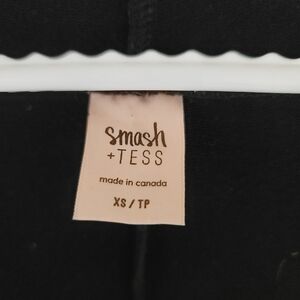 smash
+TESS
made in canada
XS / TP